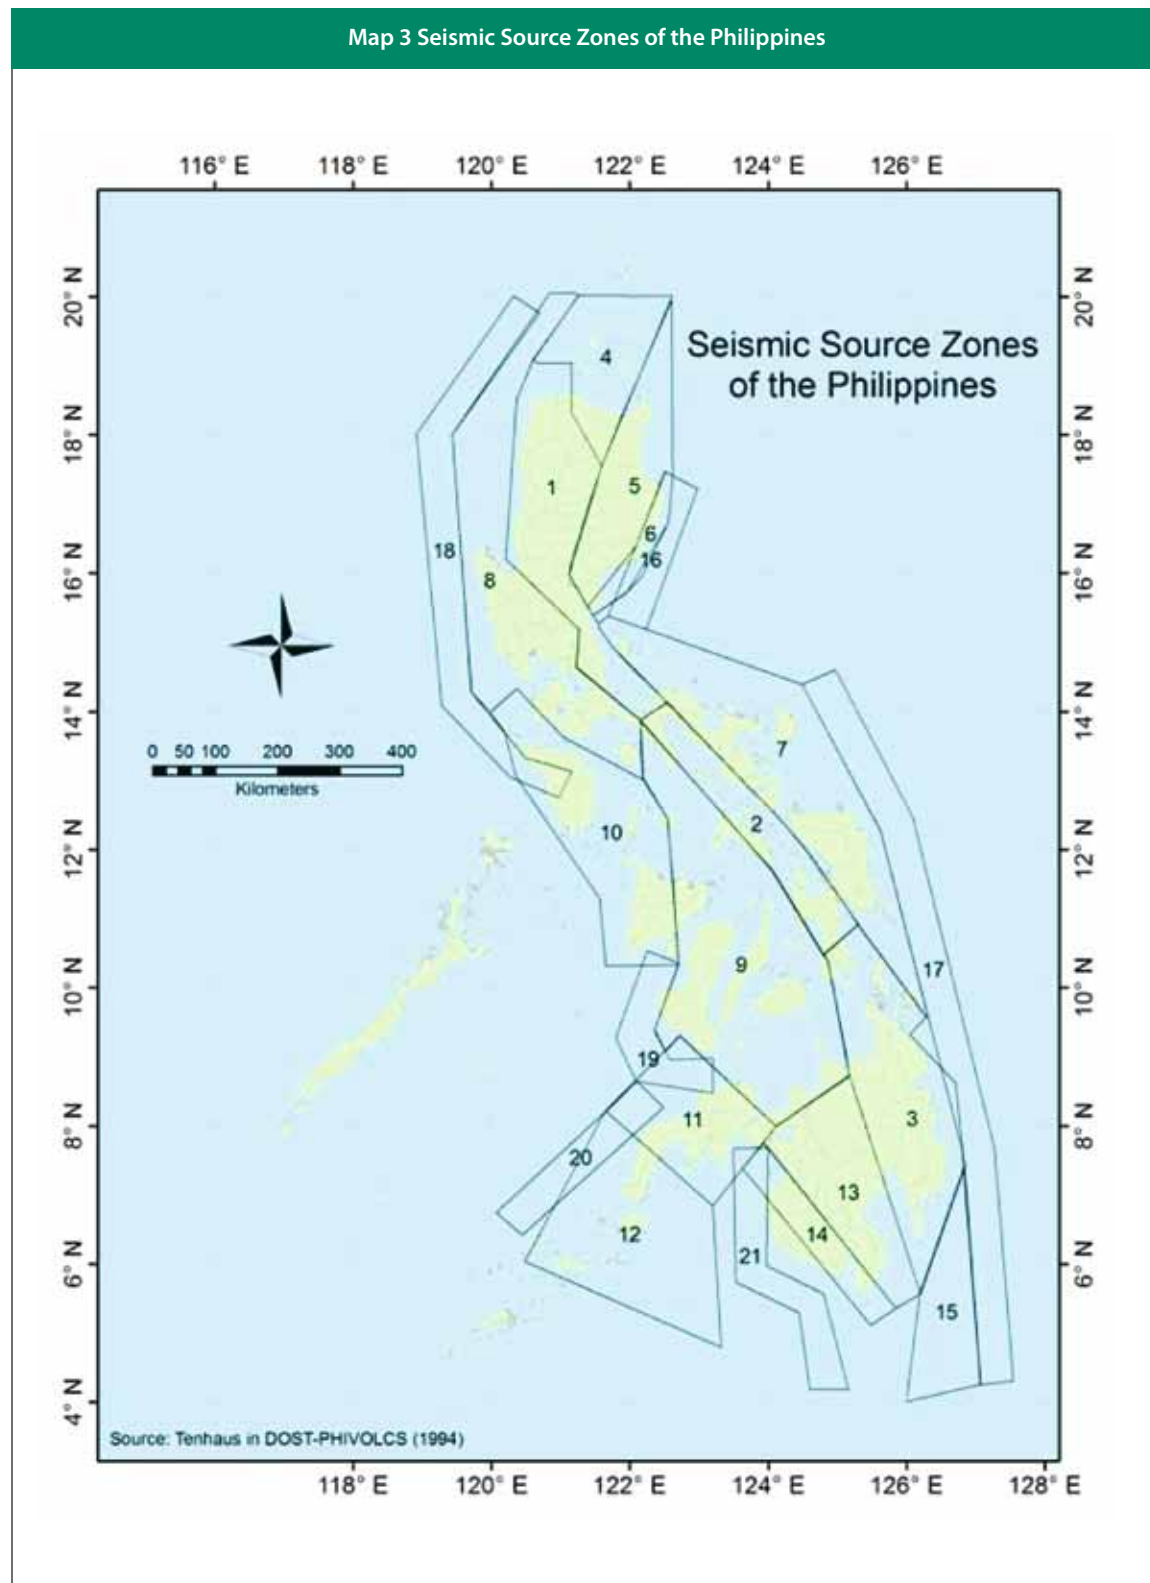 Map 3 Seismic Source Zones of the Philippines
116° E 118° E 120° E 122° E 124° E 126° E
20° N 20° N
Seismic Source Zones
of the Philippines
4
18° N 18° N
1 5
6
18 16
16° N 16° N
8
14° N 14° N
7
0 50 100 200 300 400
Kilometers
10 2
12° N 12° N
9 17
10° N 10° N
19
11 3
8° N 8° N
20
13
12 14
21
6° N 6° N
15
4° N
Source: Tenhaus in DOST-PHIVOLCS (1994)
118° E 120° E 122° E 124° E 126° E 128° E